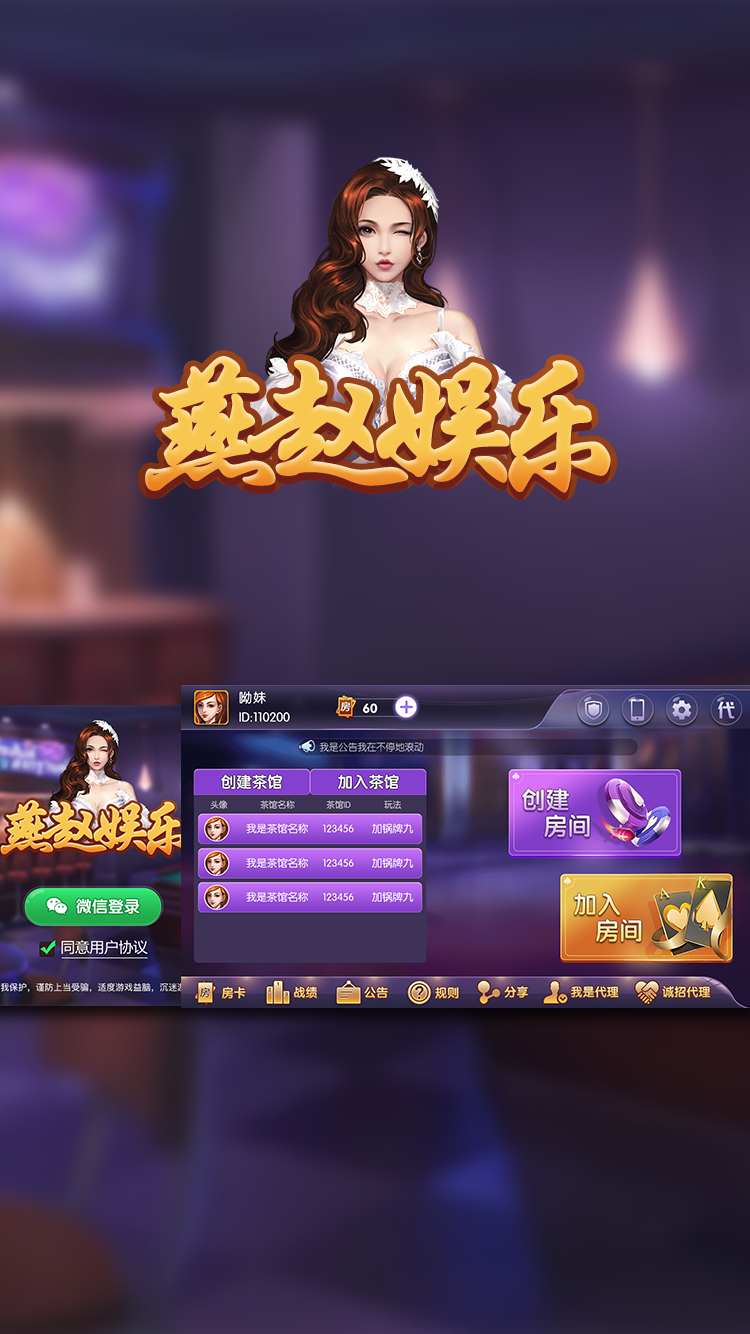 燕赵娱乐
呦妹
ID:110200
房 60
代
我是公告我在不停地滚动
创建茶馆 加入茶馆
头像 茶馆名称 茶馆ID 玩法
我是茶馆名称 123456 加锅牌九
我是茶馆名称 123456 加锅牌九
我是茶馆名称 123456 加锅牌九
创建
房间
加入
房间
A K
房 房卡 战绩 公告 规则 分享 我是代理 诚招代理
燕赵娱乐
微信登录
同意用户协议
我保护，谨防上当受骗，适度游戏益脑，沉迷